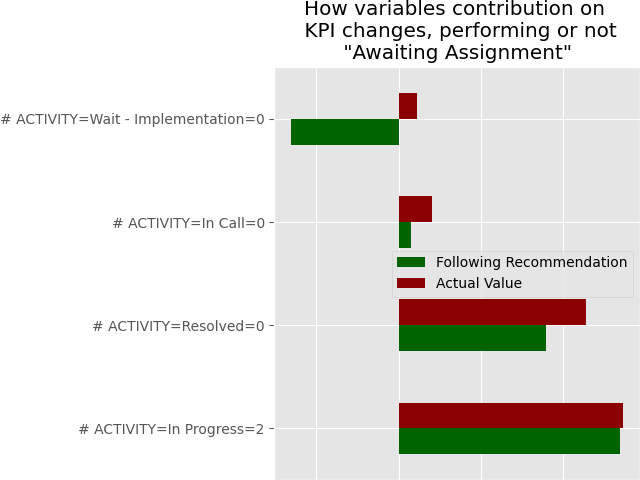 How variables contribution on
KPI changes, performing or not
"Awaiting Assignment"
# ACTIVITY=Wait - Implementation=0
# ACTIVITY=In Call=0
Following Recommendation
Actual Value
# ACTIVITY=Resolved=0
# ACTIVITY=In Progress=2